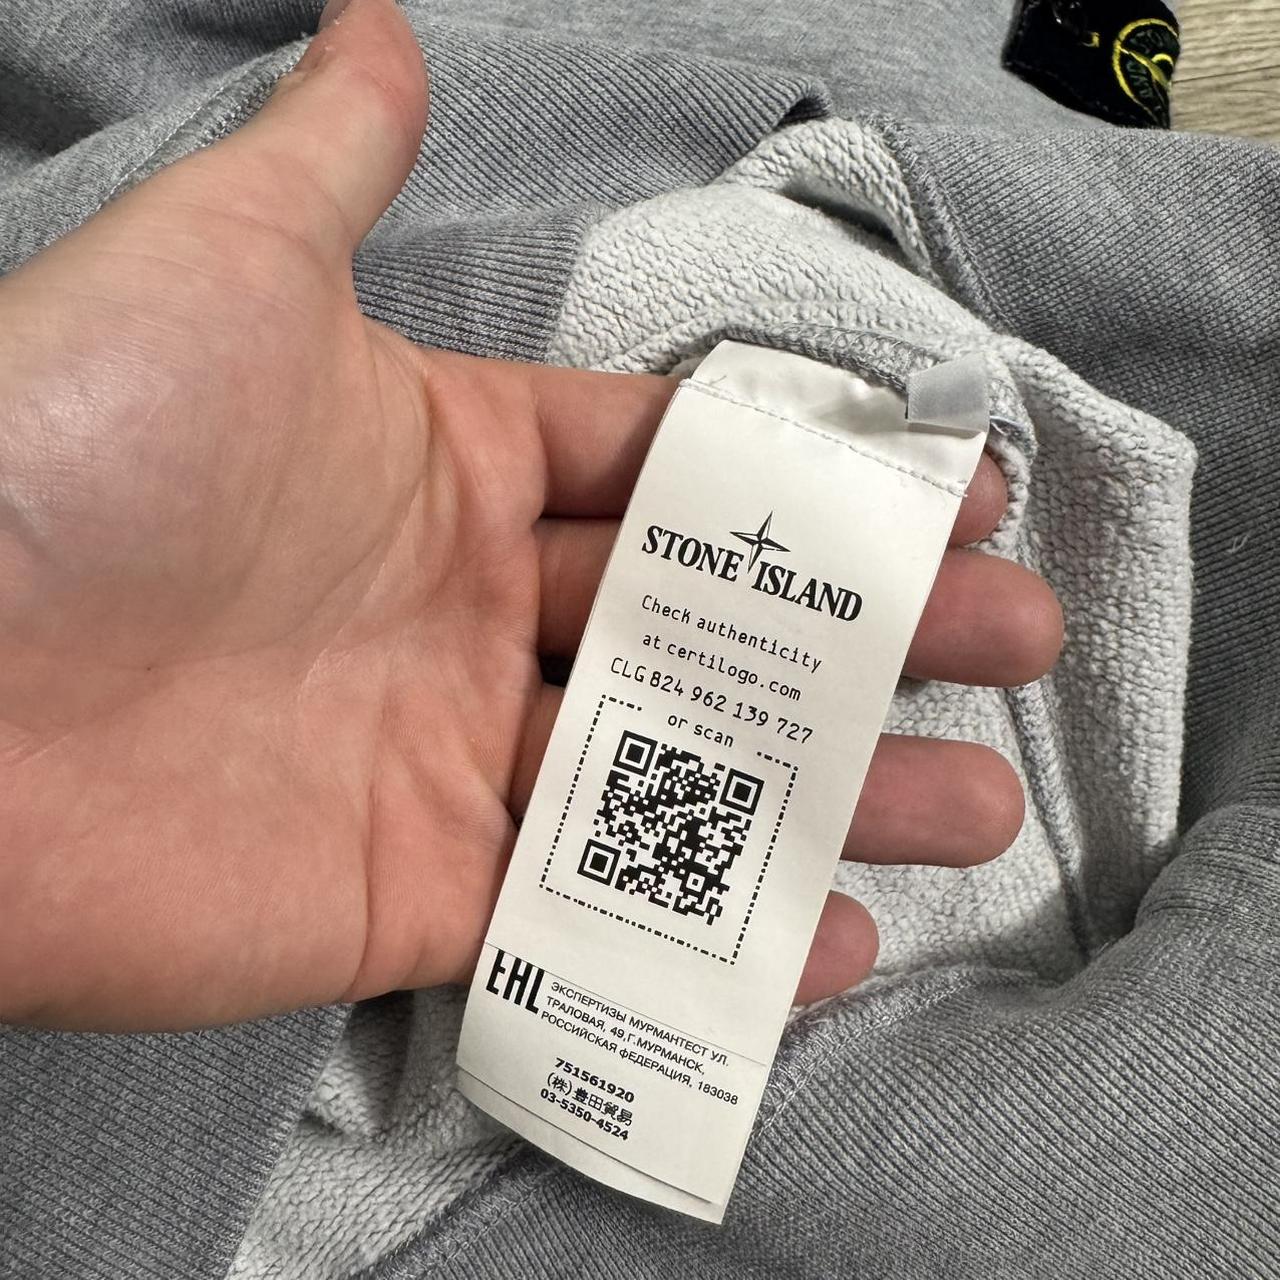 STONE ISLAND
Check authenticity
at certilogo.com
CLG 824 962 139 727
or scan
EHC
ЭКСПЕРТИЗЫ МУРМАНТЕСТ УЛ.
ТРАЛОВАЯ, 49,Г.МУРМАНСК,
РОССИЙСКАЯ ФЕДЕРАЦИЯ, 183038
751561920
(株)豊田貿易
03-5350-4524